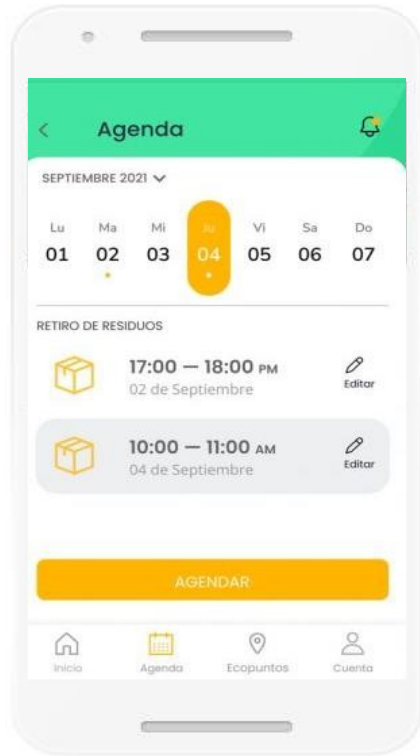 Agenda
SEPTIEMBRE 2021
Lu Ma Mi Ju Vi Sa Do
01 02 03 04 05 06 07
RETIRO DE RESIDUOS
17:00 — 18:00 PM
02 de Septiembre
Editar
10:00 — 11:00 AM
04 de Septiembre
Editar
AGENDAR
Inicio Agenda Ecopuntos Cuenta